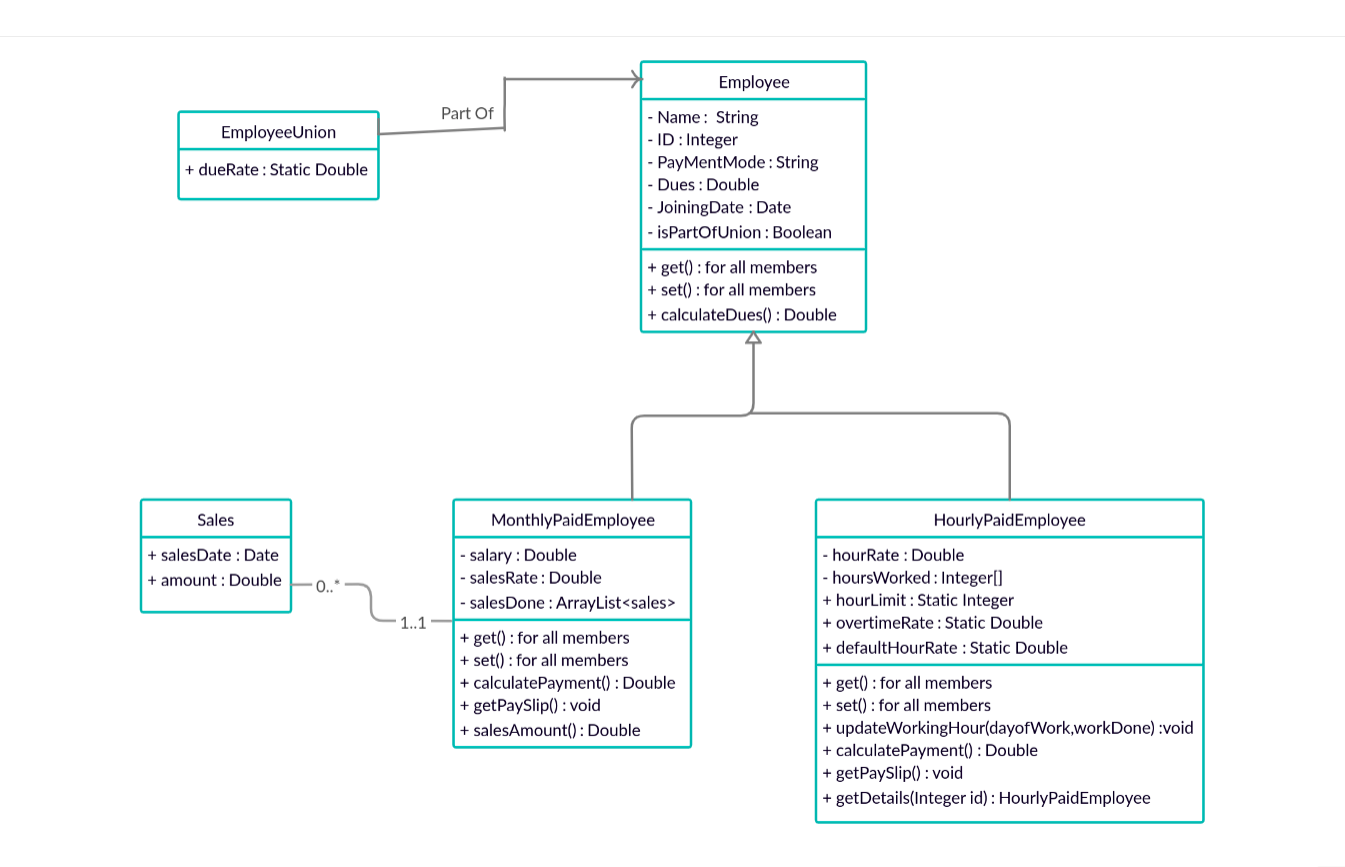 Employee
- Name : String
- ID : Integer
- PayMentMode : String
- Dues : Double
- JoiningDate : Date
- isPartOfUnion : Boolean
+ get() : for all members
+ set() : for all members
+ calculateDues() : Double
Part Of
EmployeeUnion
+ dueRate : Static Double
Sales
+ salesDate : Date
+ amount : Double
0..*
1..1
MonthlyPaidEmployee
- salary : Double
- salesRate : Double
- salesDone : ArrayList<sales>
+ get() : for all members
+ set() : for all members
+ calculatePayment() : Double
+ getPaySlip() : void
+ salesAmount() : Double
HourlyPaidEmployee
- hourRate : Double
- hoursWorked : Integer[]
+ hourLimit : Static Integer
+ overtimeRate : Static Double
+ defaultHourRate : Static Double
+ get() : for all members
+ set() : for all members
+ updateWorkingHour(dayofWork,workDone) :void
+ calculatePayment() : Double
+ getPaySlip() : void
+ getDetails(Integer id) : HourlyPaidEmployee